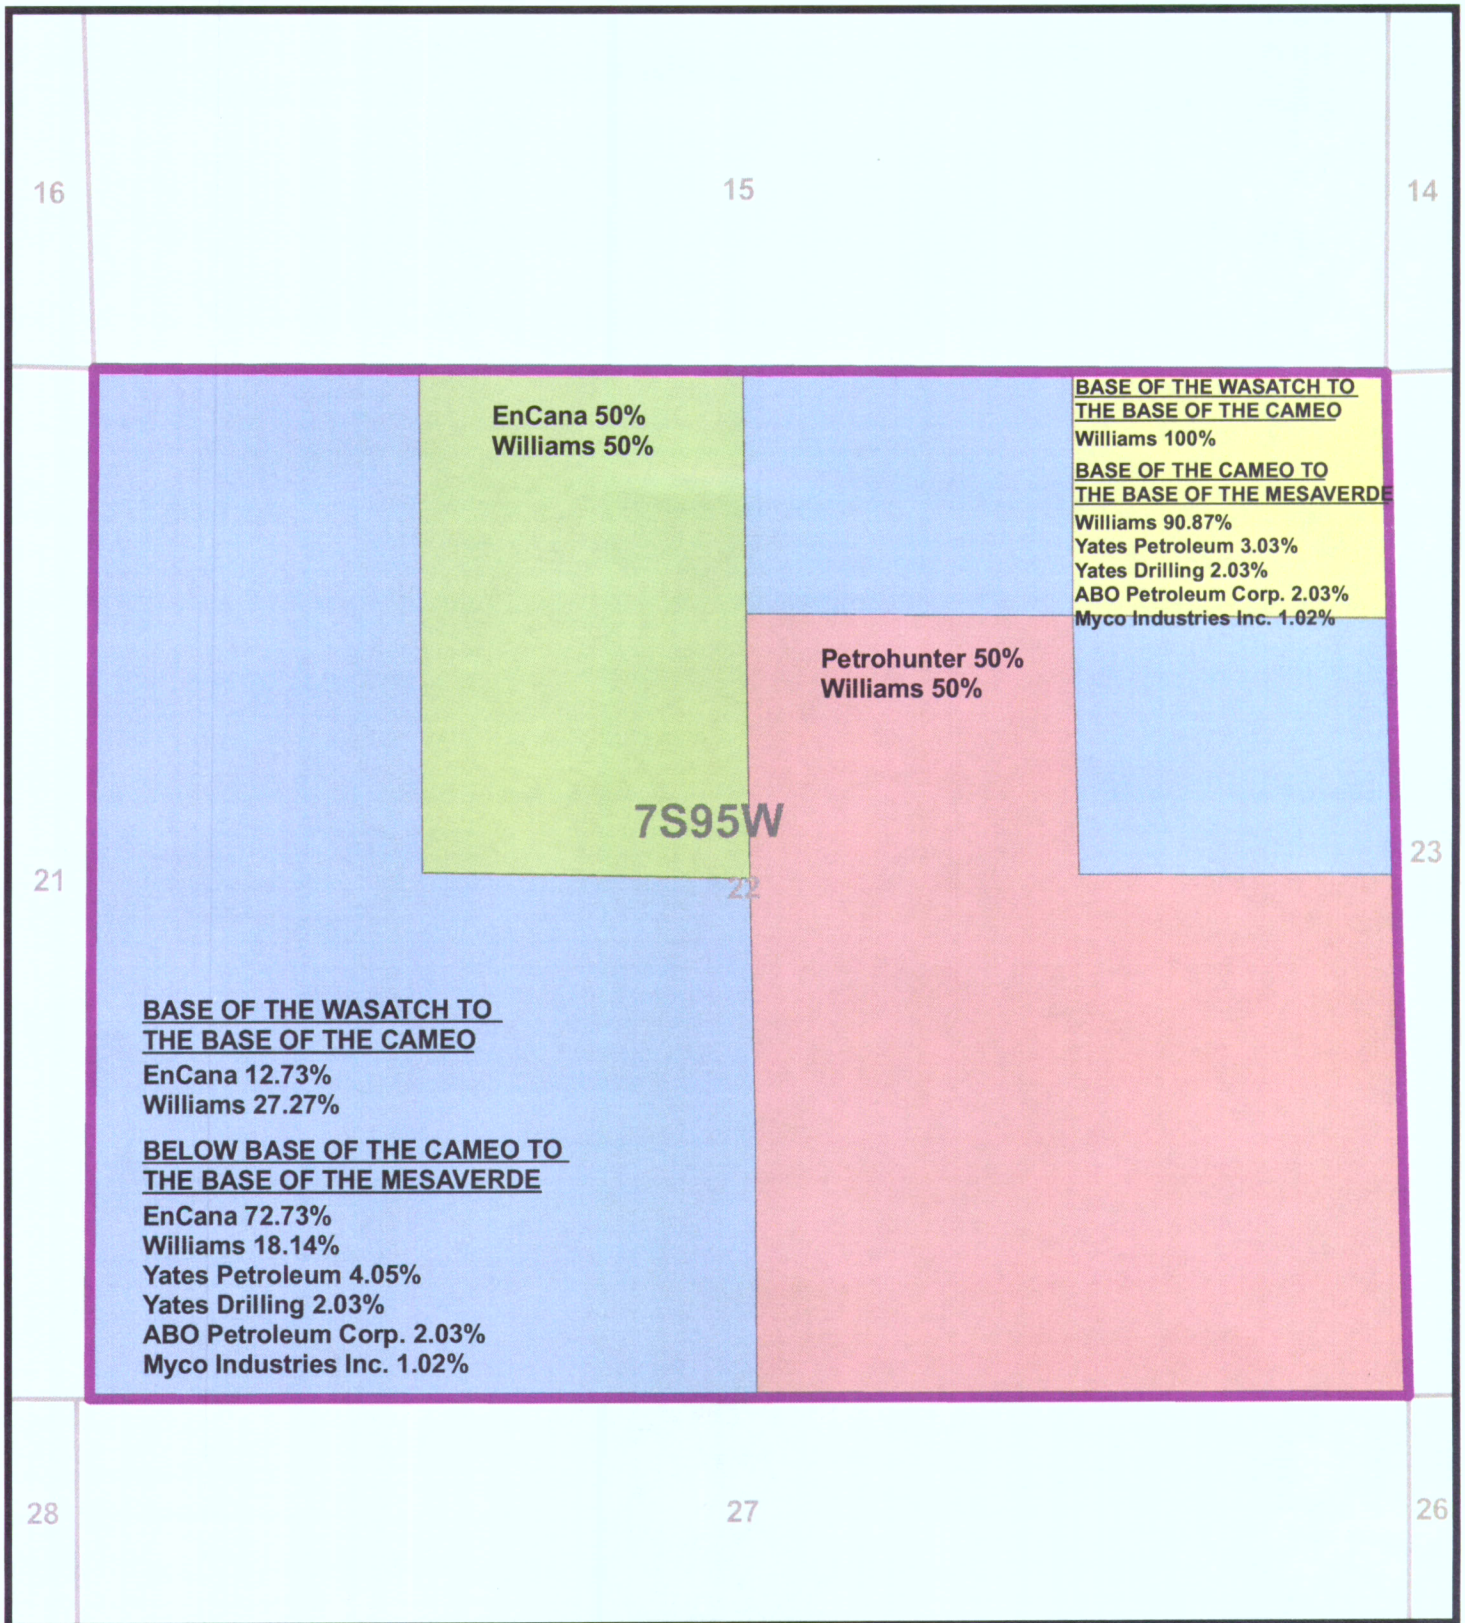 16
15
14
EnCana 50%
Williams 50%
BASE OF THE WASATCH TO
THE BASE OF THE CAMEO
Williams 100%
BASE OF THE CAMEO TO
THE BASE OF THE MESAVERDE
Williams 90.87%
Yates Petroleum 3.03%
Yates Drilling 2.03%
ABO Petroleum Corp. 2.03%
Myco Industries Inc. 1.02%
Petrohunter 50%
Williams 50%
7S95W
21
22
23
BASE OF THE WASATCH TO
THE BASE OF THE CAMEO
EnCana 12.73%
Williams 27.27%
BELOW BASE OF THE CAMEO TO
THE BASE OF THE MESAVERDE
EnCana 72.73%
Williams 18.14%
Yates Petroleum 4.05%
Yates Drilling 2.03%
ABO Petroleum Corp. 2.03%
Myco Industries Inc. 1.02%
28
27
26